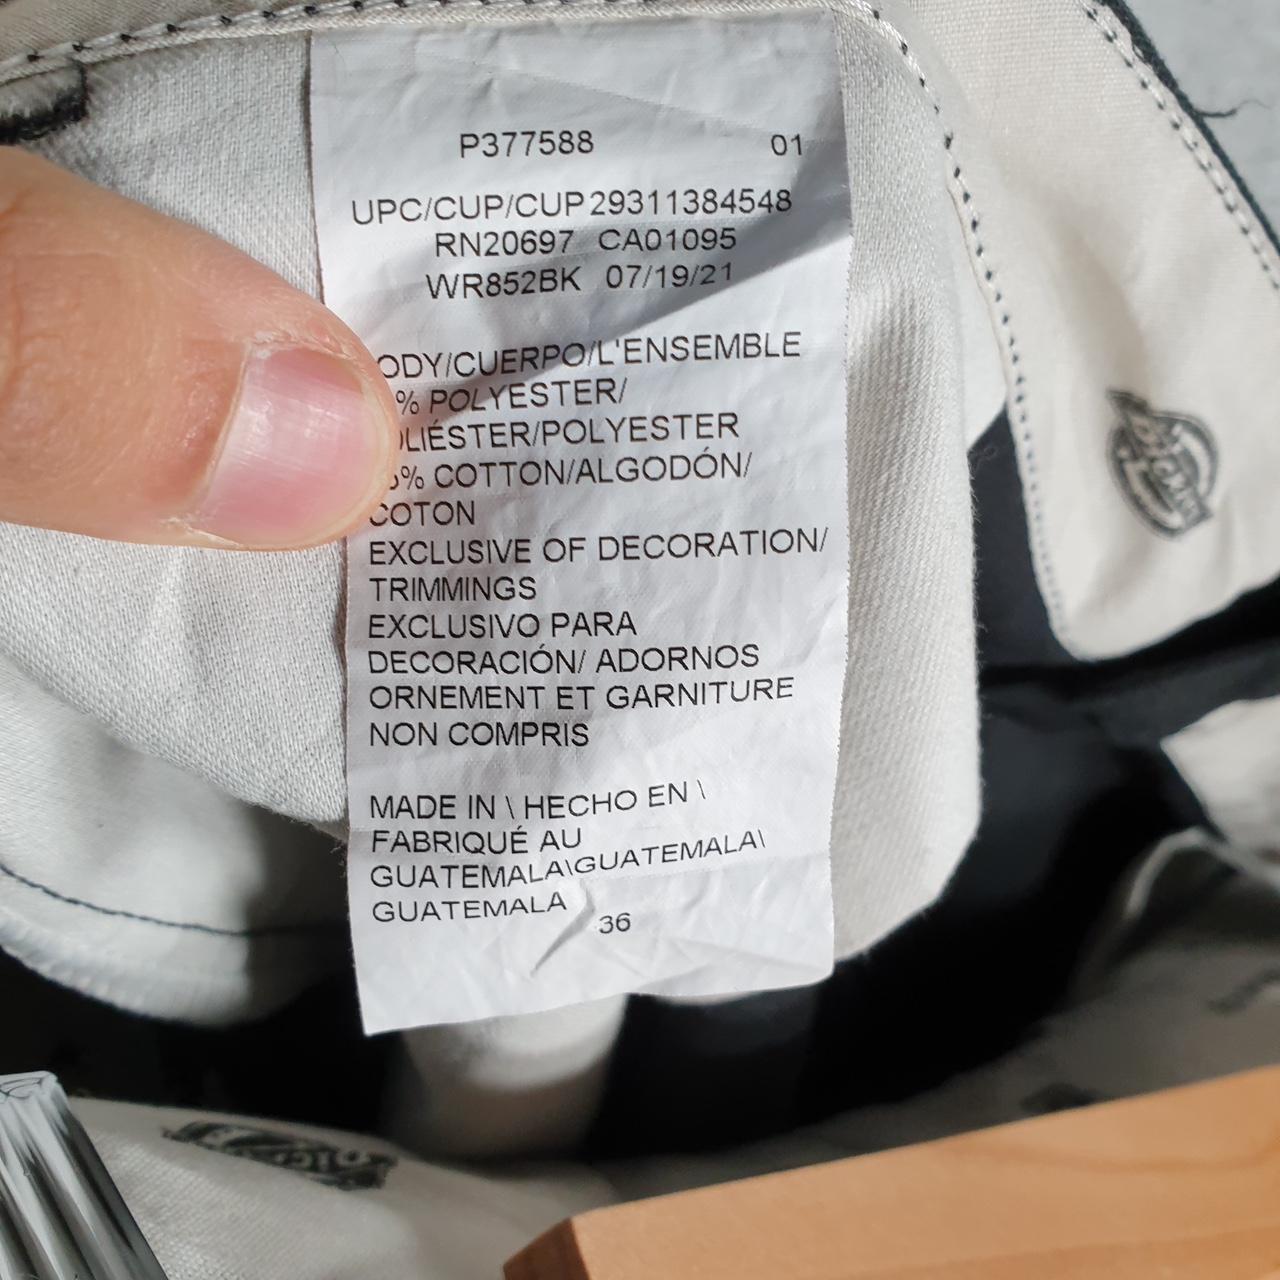 P377588 01
UPC/CUP/CUP 29311384548
RN20697 CA01095
WR852BK 07/19/21
ODY/CUERPO/L'ENSEMBLE
% POLYESTER/
LIÉSTER/POLYESTER
% COTTON/ALGODÓN/
COTON
EXCLUSIVE OF DECORATION/
TRIMMINGS
EXCLUSIVO PARA
DECORACIÓN/ ADORNOS
ORNEMENT ET GARNITURE
NON COMPRIS
MADE IN \ HECHO EN \
FABRIQUÉ AU
GUATEMALA\GUATEMALA\
GUATEMALA
36
Dickies